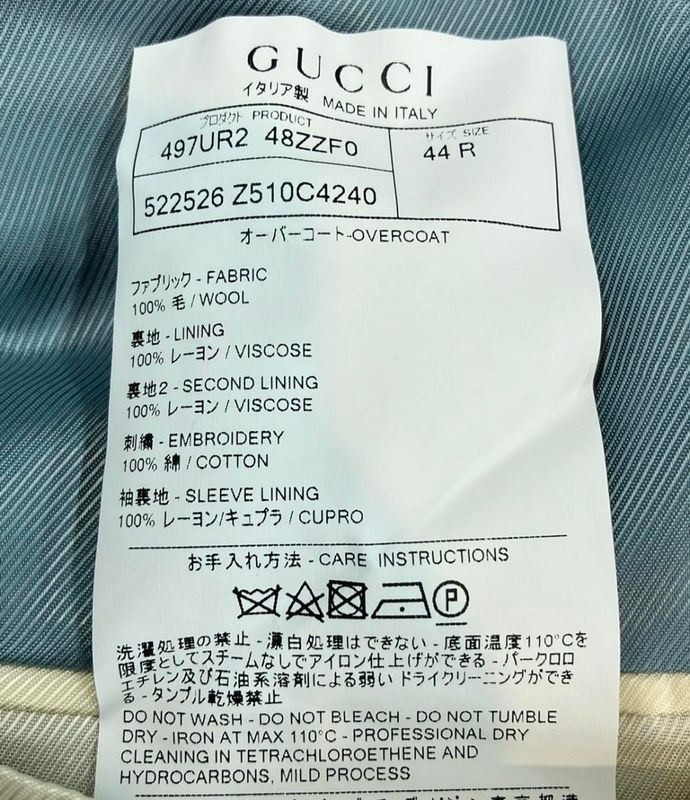 GUCCI
イタリア製 MADE IN ITALY
プロダクト PRODUCT
497UR2 48ZZF0
サイズ SIZE
44 R
522526 Z510C4240
オーバーコート-OVERCOAT
ファブリック - FABRIC
100% 毛 / WOOL
裏地 - LINING
100% レーヨン / VISCOSE
裏地2 - SECOND LINING
100% レーヨン / VISCOSE
刺繍 - EMBROIDERY
100% 綿 / COTTON
袖裏地 - SLEEVE LINING
100% レーヨン/キュプラ / CUPRO
お手入れ方法 - CARE INSTRUCTIONS
P
洗濯処理の禁止 - 漂白処理はできない - 底面温度110°Cを
限度としてスチームなしでアイロン仕上げができる - パークロロ
エチレン及び石油系溶剤による弱い ドライクリーニングができ
る - タンブル乾燥禁止
DO NOT WASH - DO NOT BLEACH - DO NOT TUMBLE
DRY - IRON AT MAX 110°C - PROFESSIONAL DRY
CLEANING IN TETRACHLOROETHENE AND
HYDROCARBONS, MILD PROCESS